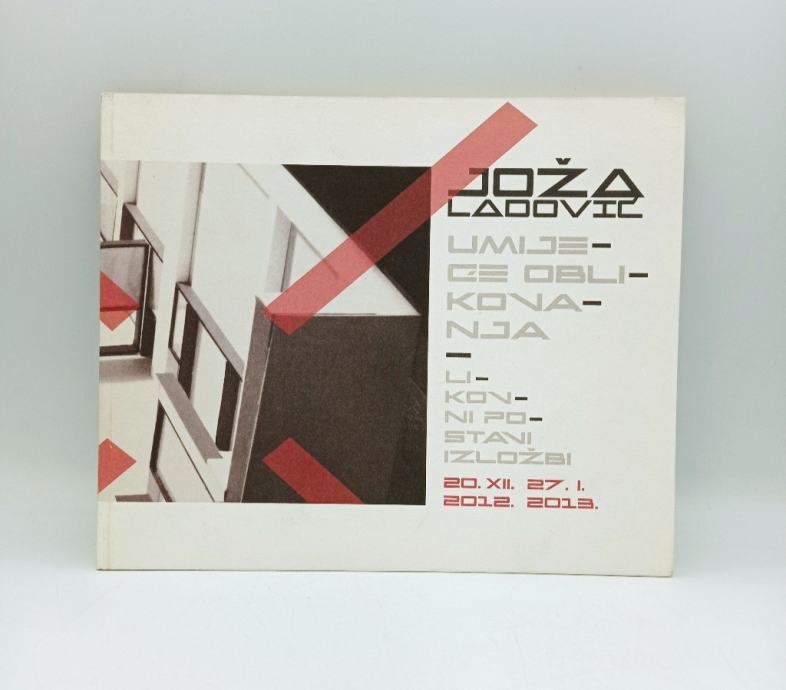 JOŽA
LADOVIĆ
UMIJE-
ĆE OBLI-
KOVA-
NJA
-
LI-
KOV-
NI PO-
STAVI
IZLOŽBI
20. XII. 27. I.
2012. 2013.